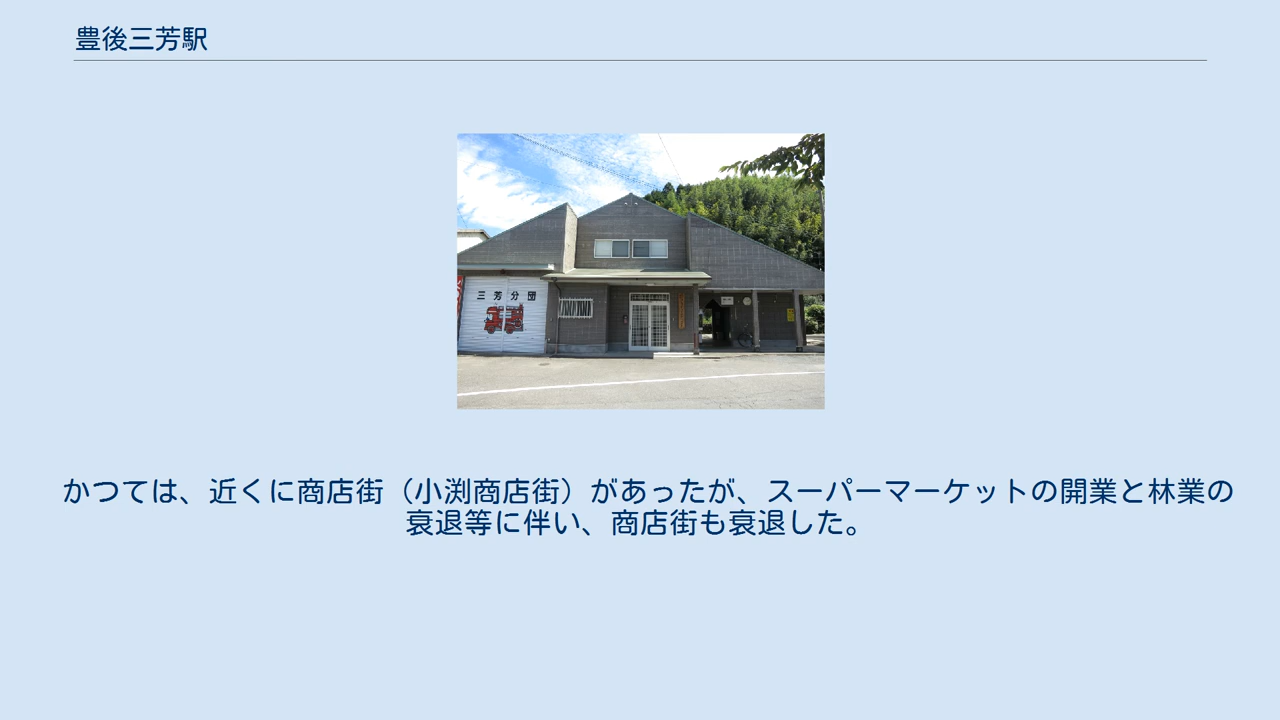 豊後三芳駅
三芳分団
かつては、近くに商店街（小渕商店街）があったが、スーパーマーケットの開業と林業の
衰退等に伴い、商店街も衰退した。